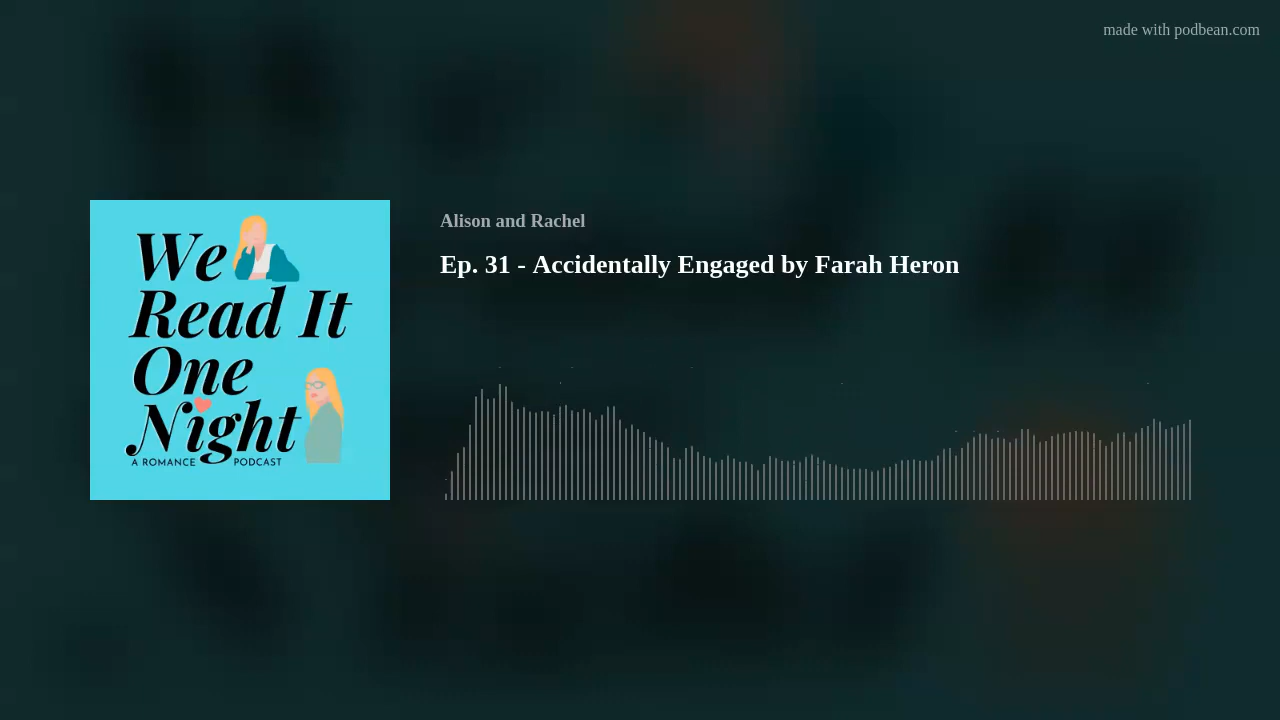 made with podbean.com
Alison and Rachel
Ep. 31 - Accidentally Engaged by Farah Heron
We
Read It
One
Night
A ROMANCE PODCAST